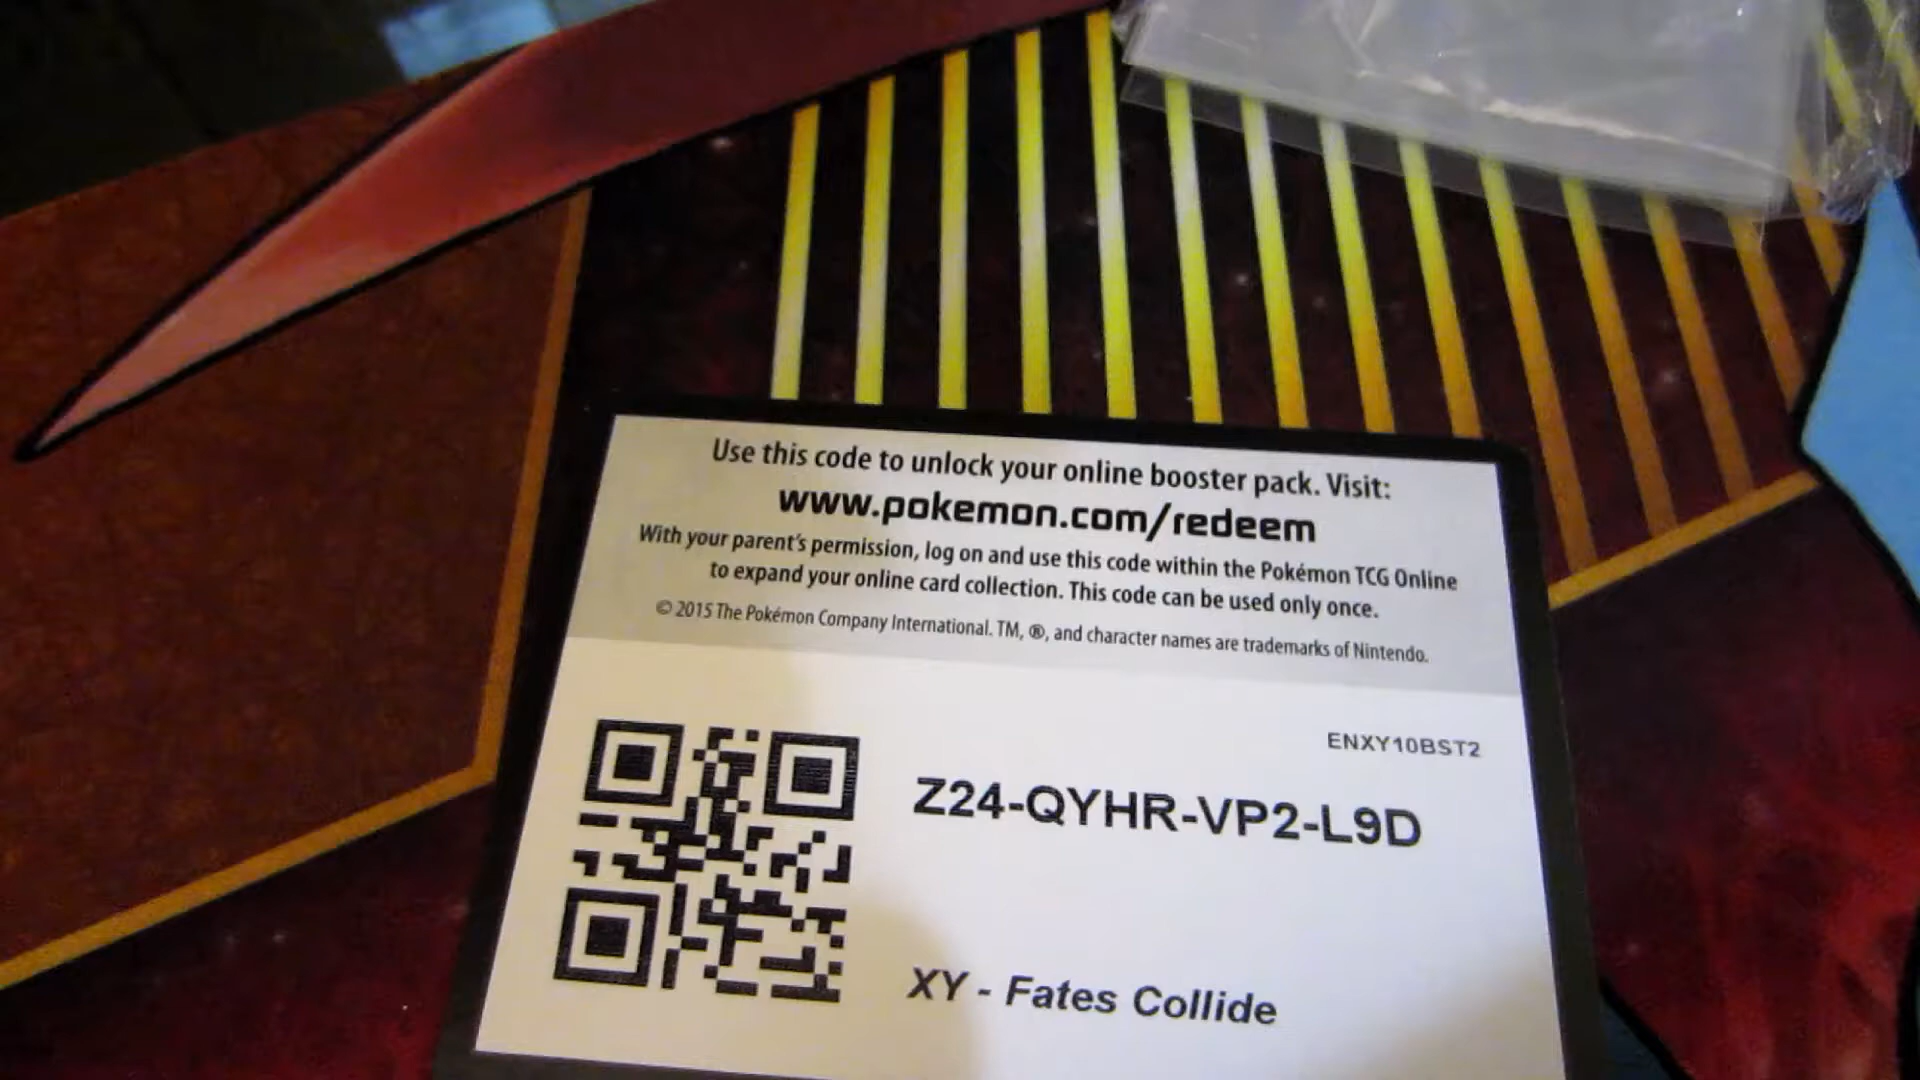 Use this code to unlock your online booster pack. Visit:
www.pokemon.com/redeem
With your parent's permission, log on and use this code within the Pokémon TCG Online
to expand your online card collection. This code can be used only once.
© 2015 The Pokémon Company International. TM, ®, and character names are trademarks of Nintendo.
ENXY10BST2
Z24-QYHR-VP2-L9D
XY - Fates Collide